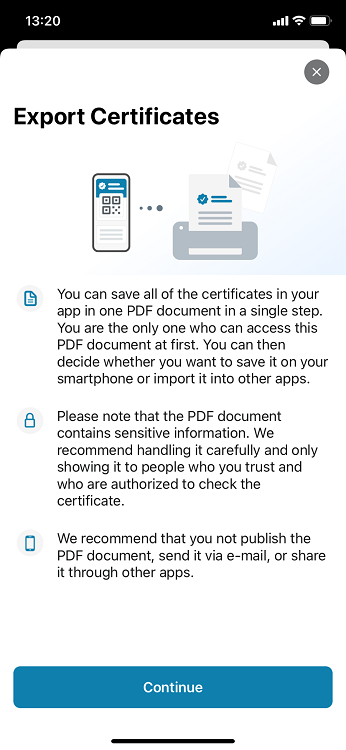 13:20
Export Certificates
You can save all of the certificates in your
app in one PDF document in a single step.
You are the only one who can access this
PDF document at first. You can then
decide whether you want to save it on your
smartphone or import it into other apps.
Please note that the PDF document
contains sensitive information. We
recommend handling it carefully and only
showing it to people who you trust and
who are authorized to check the
certificate.
We recommend that you not publish the
PDF document, send it via e-mail, or share
it through other apps.
Continue